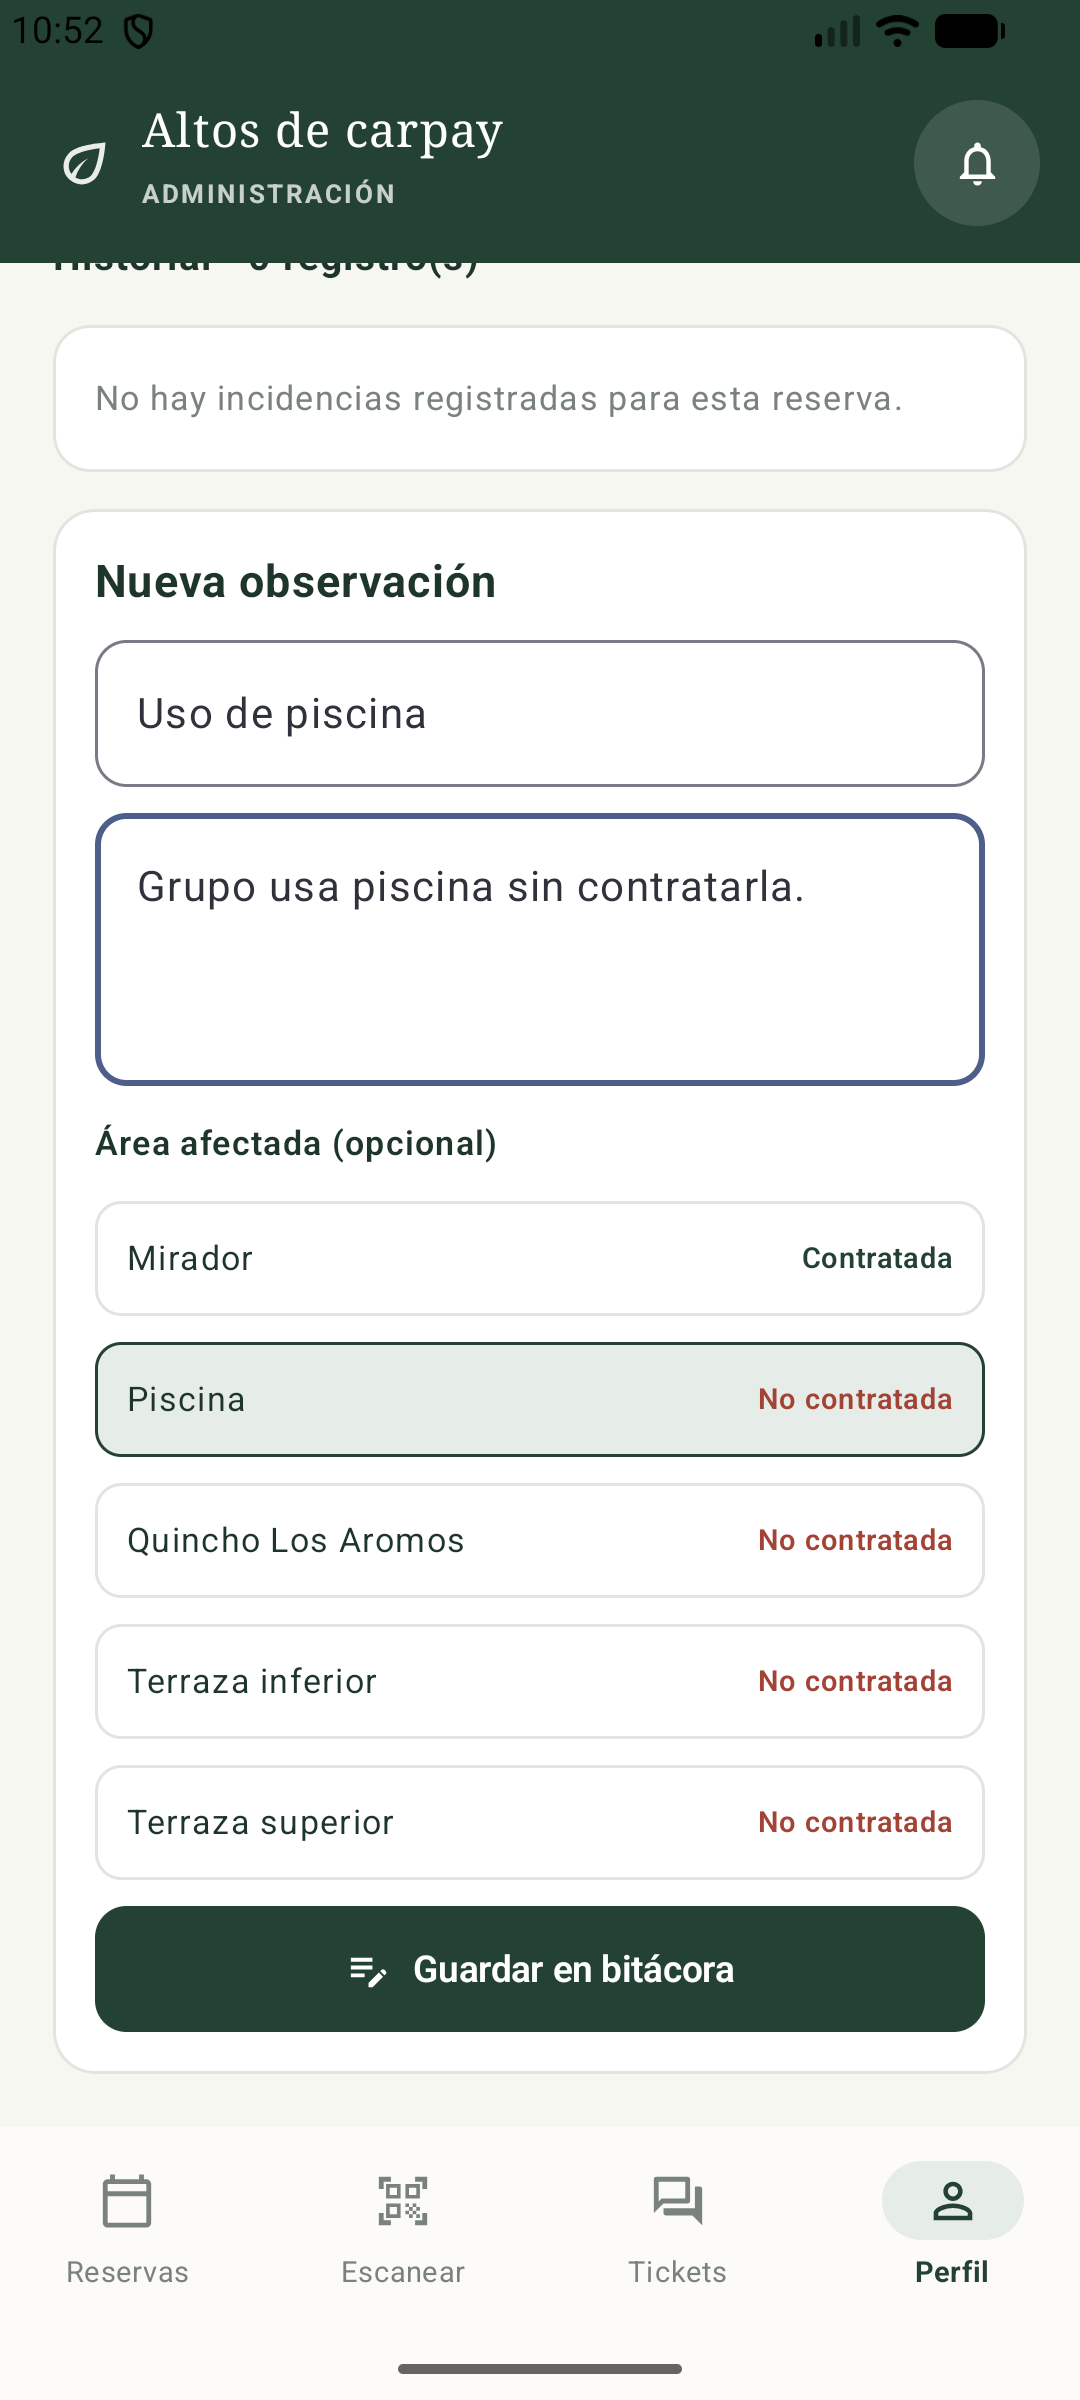 10:52
Altos de carpay
ADMINISTRACIÓN
No hay incidencias registradas para esta reserva.
Nueva observación
Uso de piscina
Grupo usa piscina sin contratarla.
Área afectada (opcional)
Mirador Contratada
Piscina No contratada
Quincho Los Aromos No contratada
Terraza inferior No contratada
Terraza superior No contratada
Guardar en bitácora
Reservas Escanear Tickets Perfil